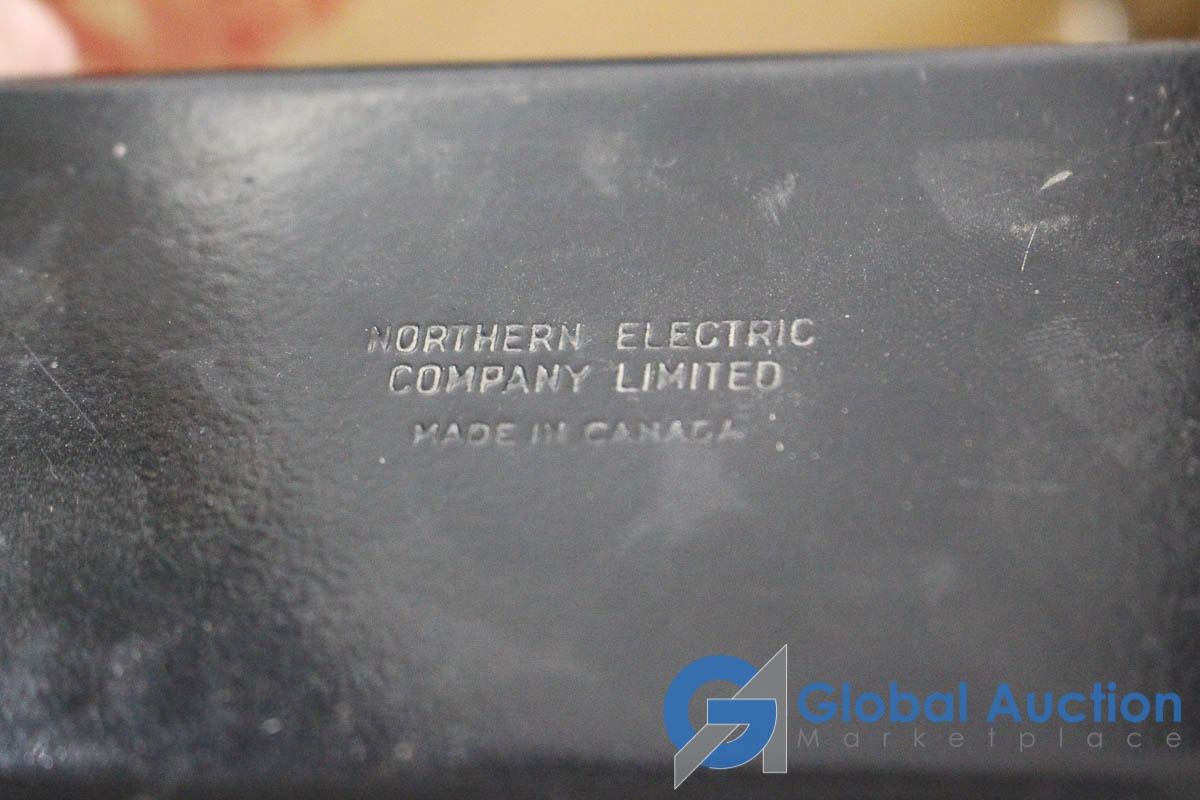 NORTHERN ELECTRIC
COMPANY LIMITED
MADE IN CANADA
Global Auction
Marketplace